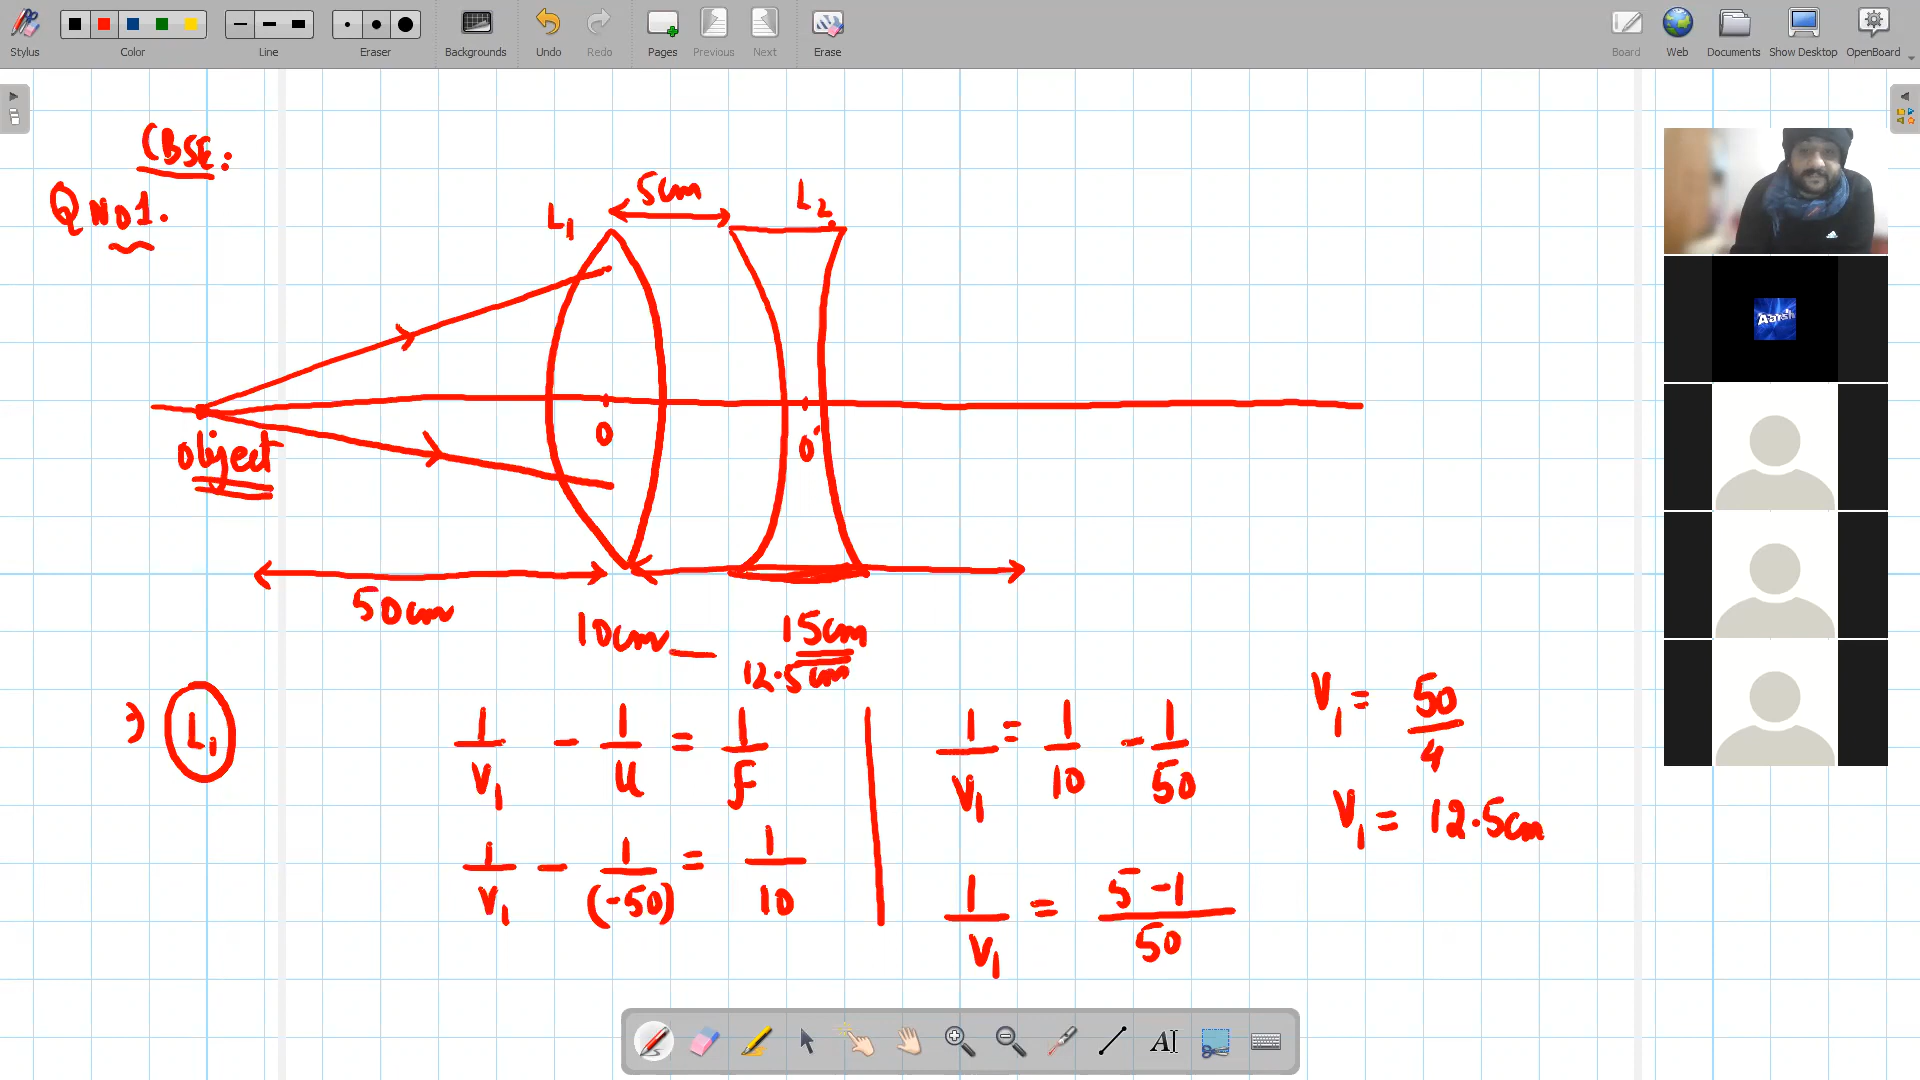 Stylus Color Line Eraser Backgrounds Undo Redo Pages Previous Next Erase Board Web Documents Show Desktop OpenBoard
CBSE:
Q No 1.
L1 5cm L2
object
O O'
50cm 10cm 15cm
12.5cm
Aarsh
⇒ L1
1/V1 - 1/u = 1/f
1/V1 - 1/(-50) = 1/10
1/V1 = 1/10 - 1/50
1/V1 = 5-1/50
V1 = 50/4
V1 = 12.5cm